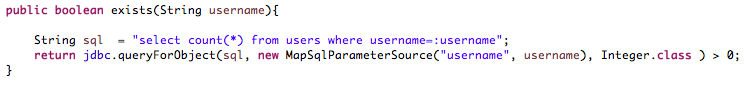 public boolean exists(String username){
String sql = "select count(*) from users where username=:username";
return jdbc.queryForObject(sql, new MapSqlParameterSource("username", username), Integer.class ) > 0;
}